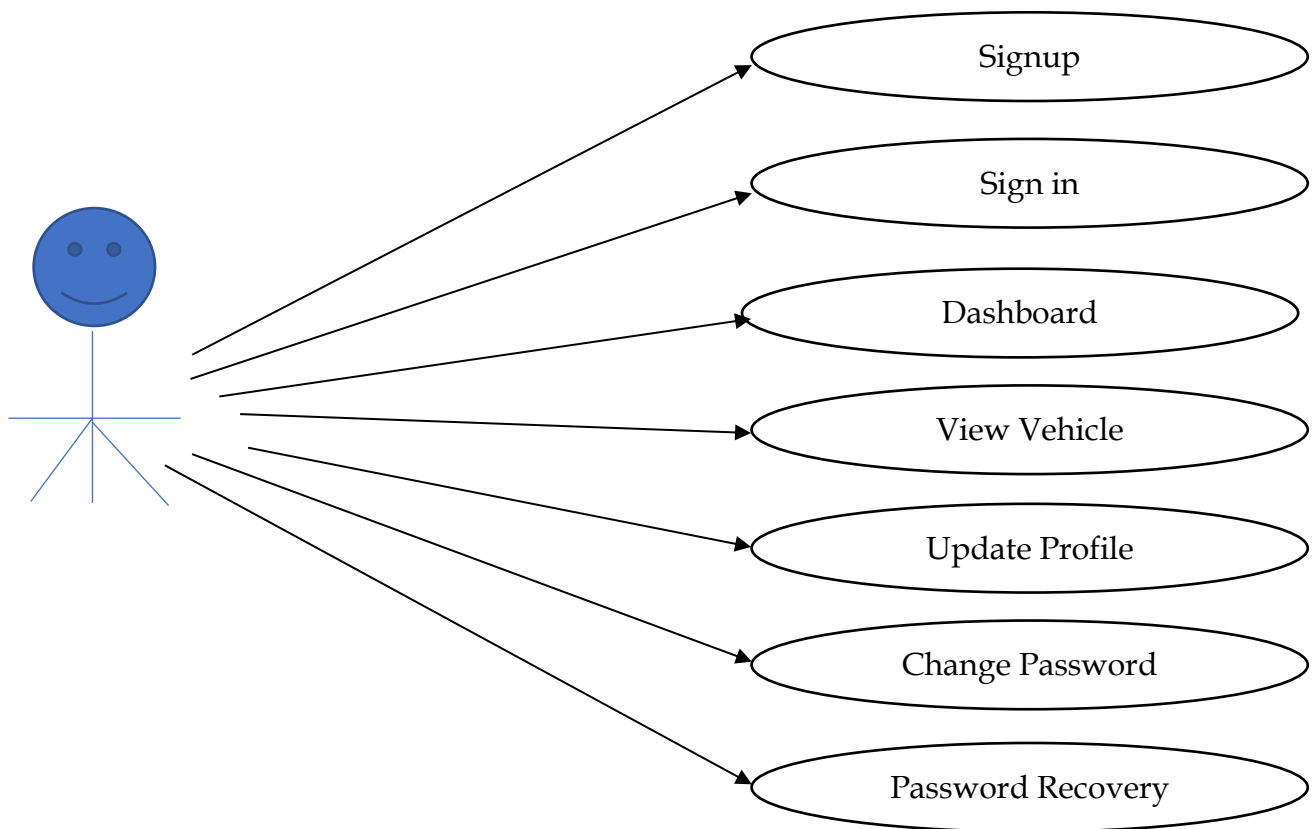 Signup
Sign in
Dashboard
View Vehicle
Update Profile
Change Password
Password Recovery